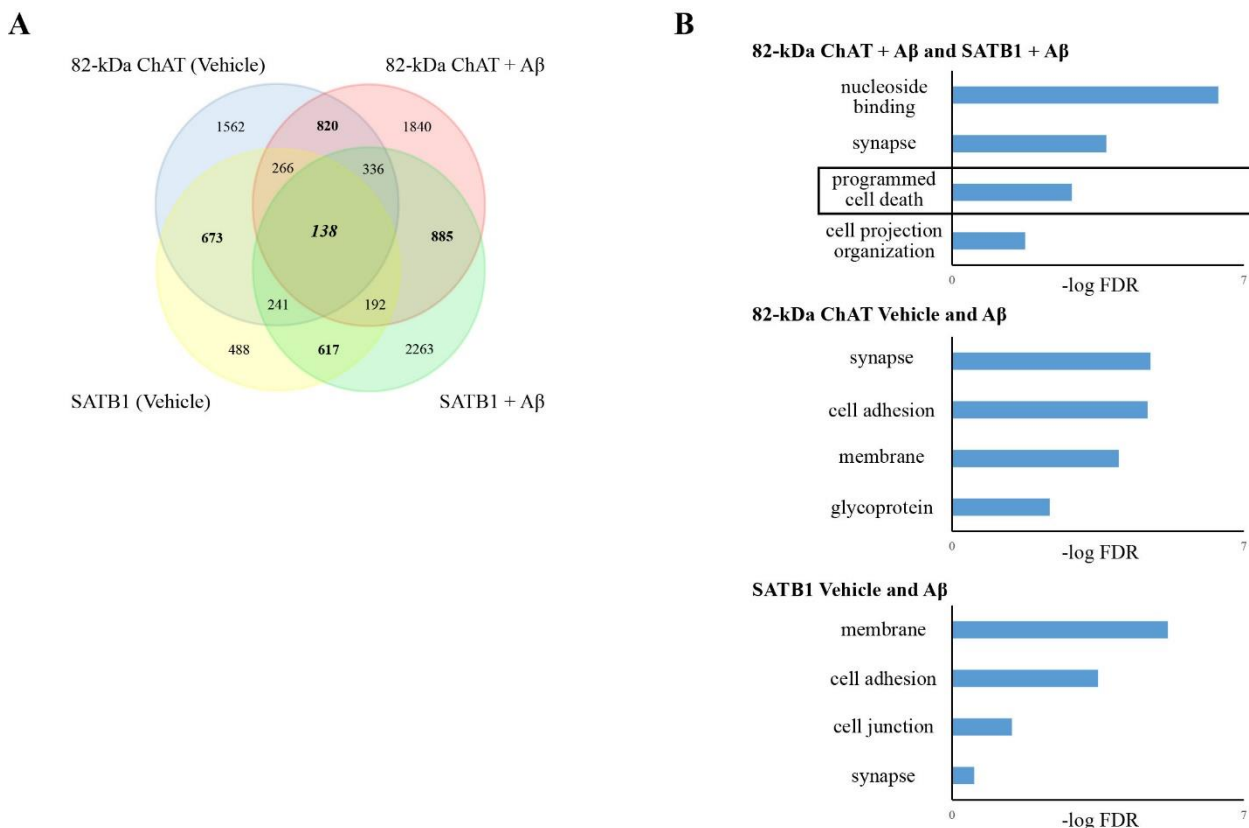 A
82-kDa ChAT (Vehicle)
82-kDa ChAT + Aβ
1562
820
1840
266
336
673
138
885
241
192
488
617
2263
SATB1 (Vehicle)
SATB1 + Aβ
B
82-kDa ChAT + Aβ and SATB1 + Aβ
nucleoside
binding
synapse
programmed
cell death
cell projection
organization
0
7
-log FDR
82-kDa ChAT Vehicle and Aβ
synapse
cell adhesion
membrane
glycoprotein
0
7
-log FDR
SATB1 Vehicle and Aβ
membrane
cell adhesion
cell junction
synapse
0
7
-log FDR